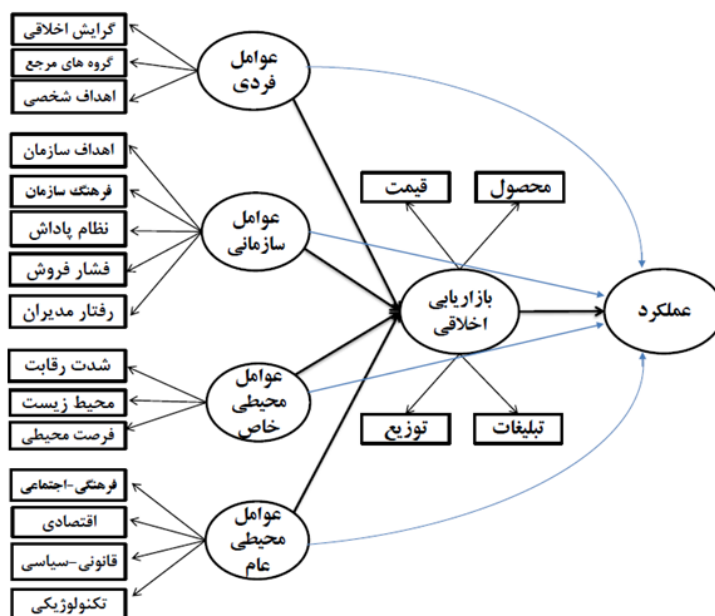 گرایش اخلاقی
گروه های مرجع
اهداف شخصی
عوامل
فردی
اهداف سازمان
فرهنگ سازمان
نظام پاداش
فشار فروش
رفتار مدیران
عوامل
سازمانی
شدت رقابت
محیط زیست
فرصت محیطی
عوامل
محیطی
خاص
فرهنگی-اجتماعی
اقتصادی
قانونی-سیاسی
تکنولوژیکی
عوامل
محیطی
عام
محصول
قیمت
بازاریابی
اخلاقی
تبلیغات
توزیع
عملکرد